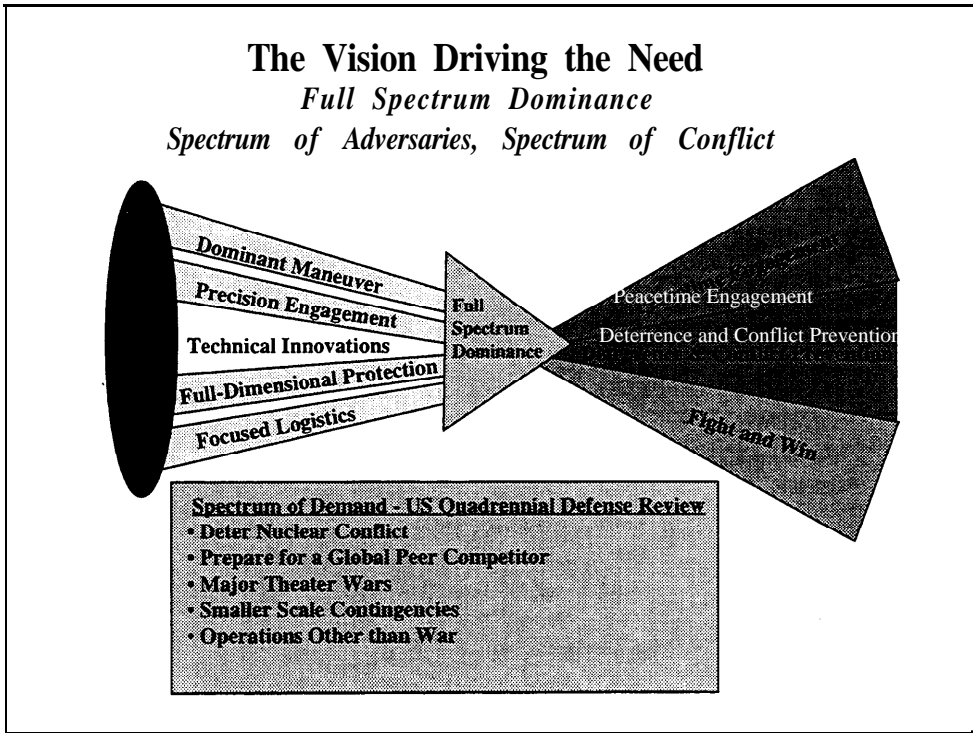 The Vision Driving the Need
Full Spectrum Dominance
Spectrum of Adversaries, Spectrum of Conflict
Dominant Maneuver
Precision Engagement
Technical Innovations
Full-Dimensional Protection
Focused Logistics
Full
Spectrum
Dominance
Peacetime Engagement
Deterrence and Conflict Prevention
Fight and Win
Spectrum of Demand - US Quadrennial Defense Review
• Deter Nuclear Conflict
• Prepare for a Global Peer Competitor
• Major Theater Wars
• Smaller Scale Contingencies
• Operations Other than War